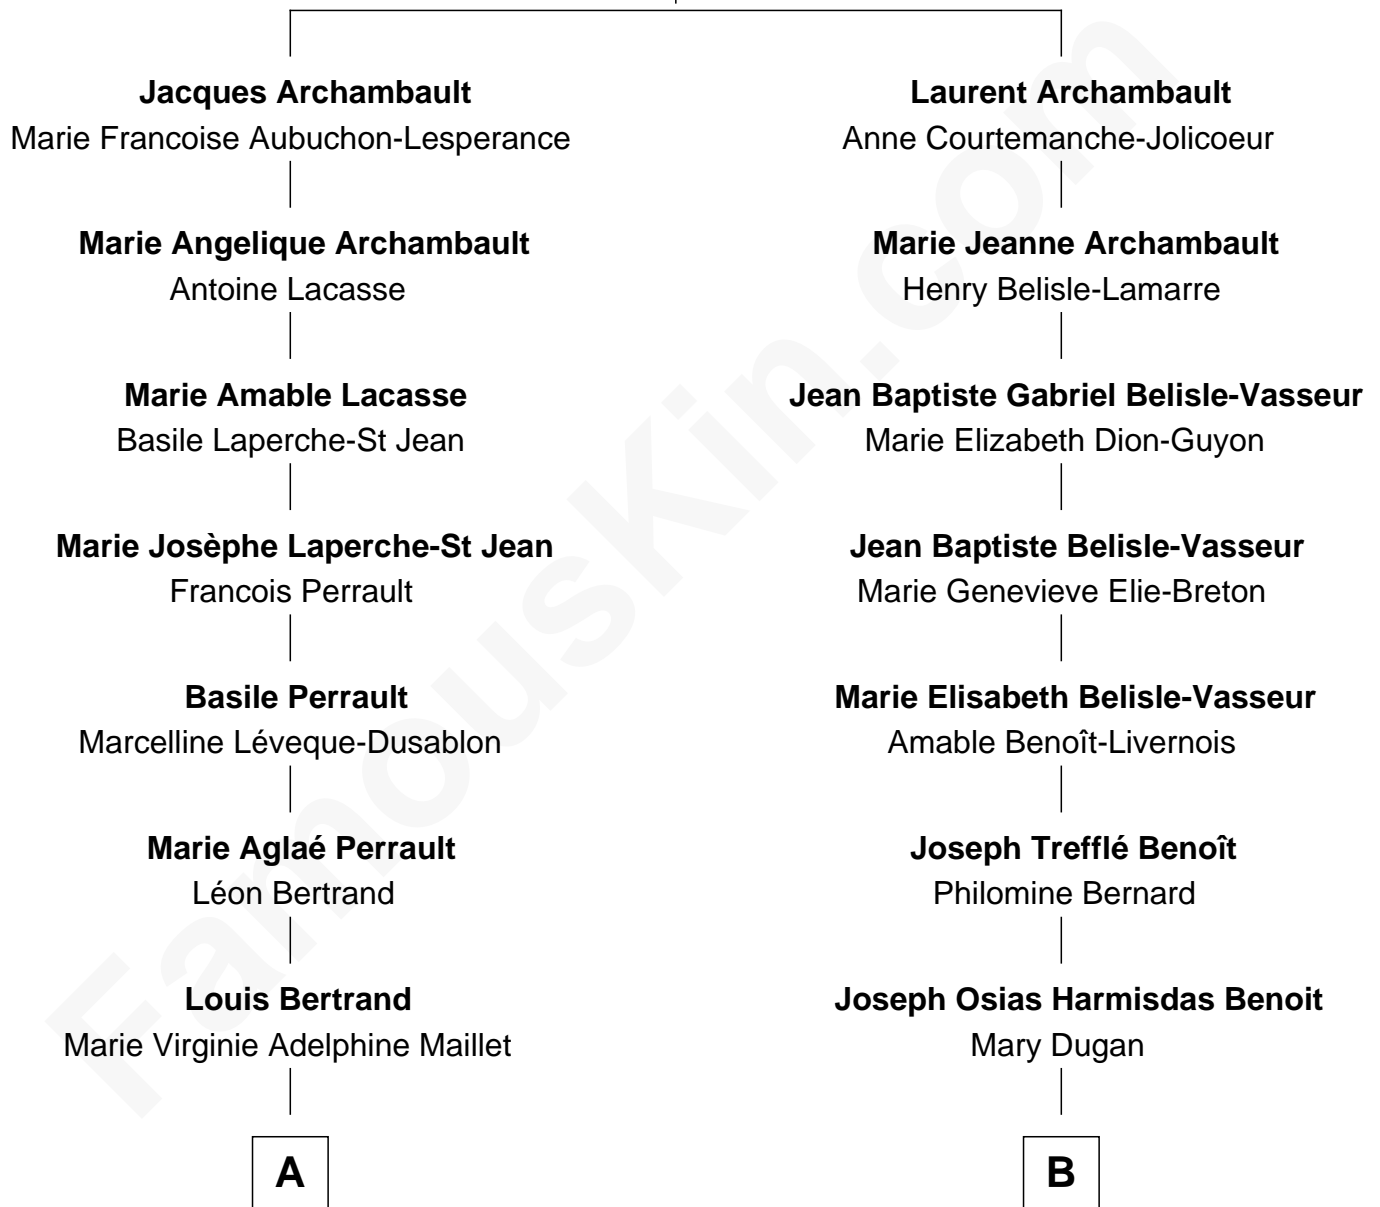 Jacques Archambault
Marie Francoise Aubuchon-Lesperance
Marie Angelique Archambault
Antoine Lacasse
Marie Amable Lacasse
Basile Laperche-St Jean
Marie Josèphe Laperche-St Jean
Francois Perrault
Basile Perrault
Marcelline Léveque-Dusablon
Marie Aglaé Perrault
Léon Bertrand
Louis Bertrand
Marie Virginie Adelphine Maillet
A
Laurent Archambault
Anne Courtemanche-Jolicoeur
Marie Jeanne Archambault
Henry Belisle-Lamarre
Jean Baptiste Gabriel Belisle-Vasseur
Marie Elizabeth Dion-Guyon
Jean Baptiste Belisle-Vasseur
Marie Genevieve Elie-Breton
Marie Elisabeth Belisle-Vasseur
Amable Benoît-Livernois
Joseph Trefflé Benoît
Philomine Bernard
Joseph Osias Harmisdas Benoit
Mary Dugan
B
FamousKin.com